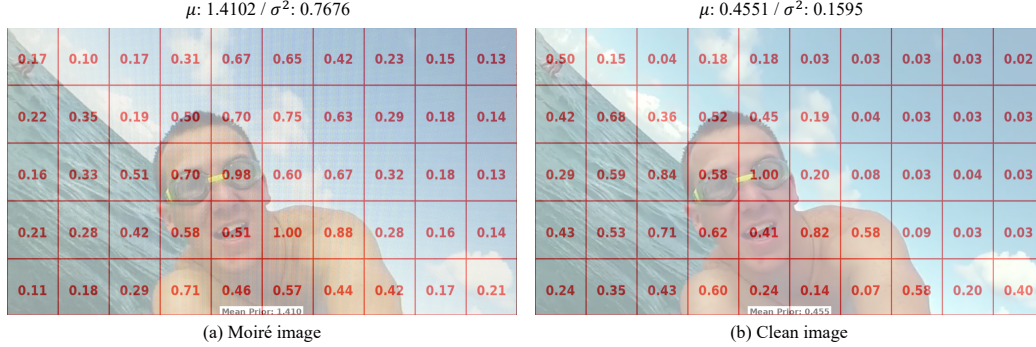 μ: 1.4102 / σ²: 0.7676
0.17 0.10 0.17 0.31 0.67 0.65 0.42 0.23 0.15 0.13
0.22 0.35 0.19 0.50 0.70 0.75 0.63 0.29 0.18 0.14
0.16 0.33 0.51 0.70 0.98 0.60 0.67 0.32 0.18 0.13
0.21 0.28 0.42 0.58 0.51 1.00 0.88 0.28 0.16 0.14
0.11 0.18 0.29 0.71 0.46 0.57 0.44 0.42 0.17 0.21
Mean Prior: 1.410
(a) Moiré image
μ: 0.4551 / σ²: 0.1595
0.50 0.15 0.04 0.18 0.18 0.03 0.03 0.03 0.03 0.02
0.42 0.68 0.36 0.52 0.45 0.19 0.04 0.03 0.03 0.03
0.29 0.59 0.84 0.58 1.00 0.20 0.08 0.03 0.04 0.03
0.43 0.53 0.71 0.62 0.41 0.82 0.58 0.09 0.03 0.03
0.24 0.35 0.43 0.60 0.24 0.14 0.07 0.58 0.20 0.40
Mean Prior: 0.455
(b) Clean image